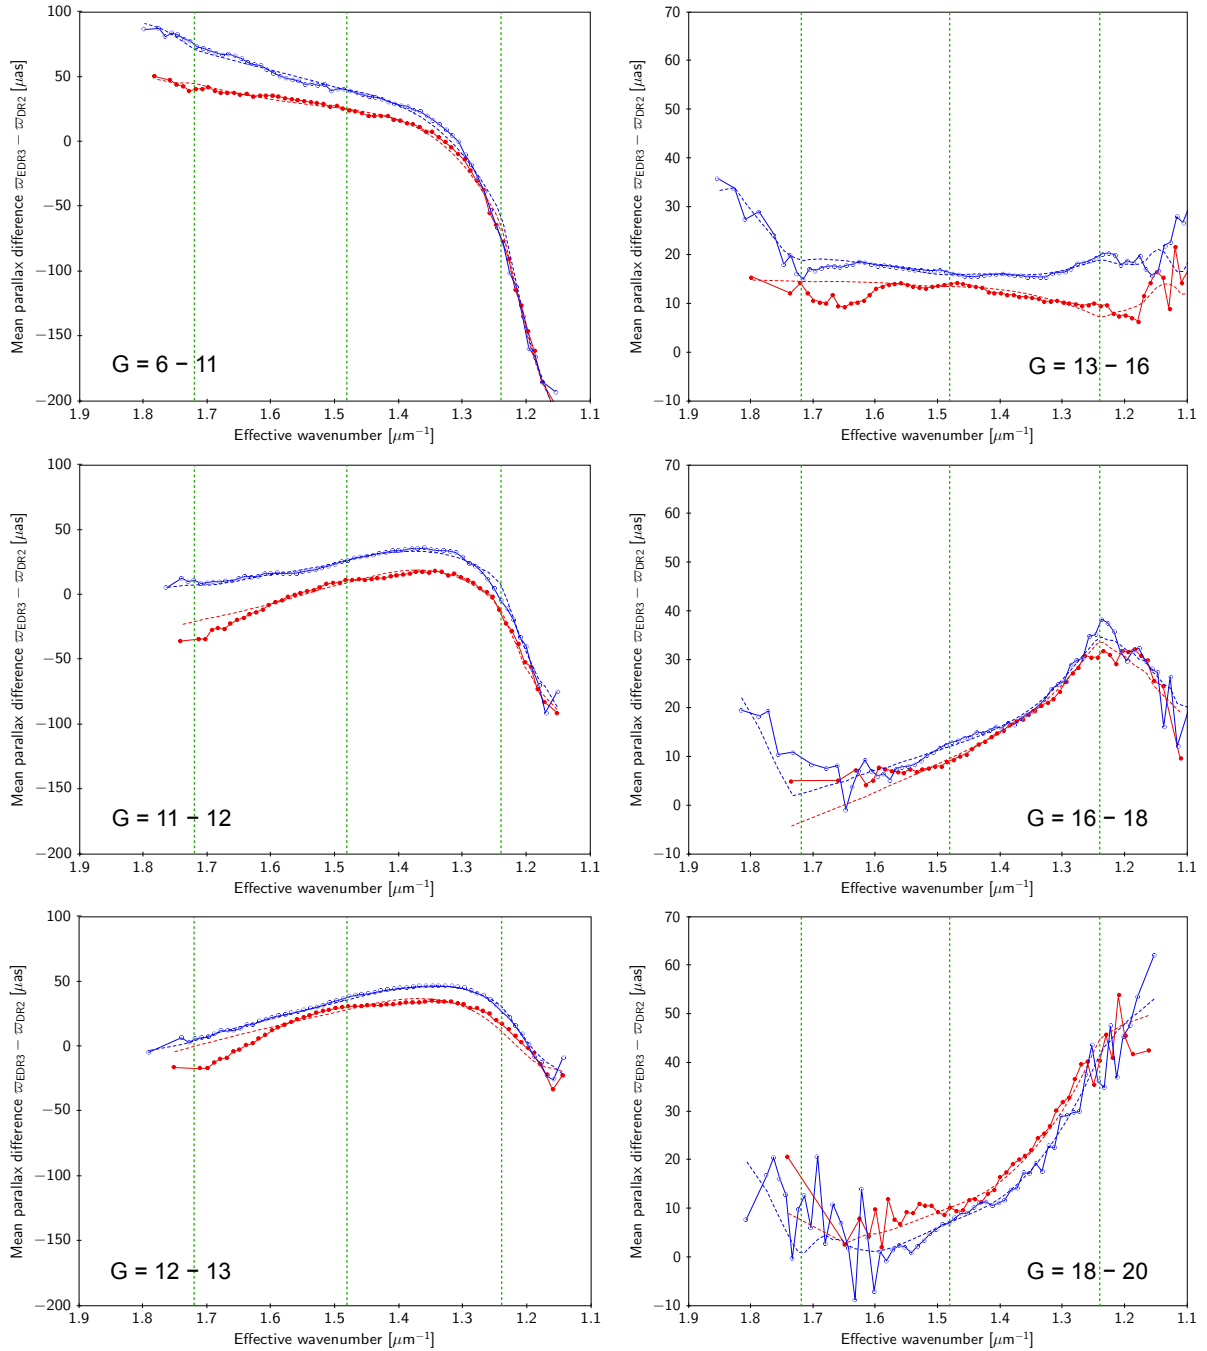 Mean parallax difference ϖEDR3 − ϖDR2 [μas]
100
50
0
−50
−100
−150
−200
1.9 1.8 1.7 1.6 1.5 1.4 1.3 1.2 1.1
Effective wavenumber [μm−1]
G = 6 − 11
Mean parallax difference ϖEDR3 − ϖDR2 [μas]
70
60
50
40
30
20
10
0
−10
1.9 1.8 1.7 1.6 1.5 1.4 1.3 1.2 1.1
Effective wavenumber [μm−1]
G = 13 − 16
Mean parallax difference ϖEDR3 − ϖDR2 [μas]
100
50
0
−50
−100
−150
−200
1.9 1.8 1.7 1.6 1.5 1.4 1.3 1.2 1.1
Effective wavenumber [μm−1]
G = 11 − 12
Mean parallax difference ϖEDR3 − ϖDR2 [μas]
70
60
50
40
30
20
10
0
−10
1.9 1.8 1.7 1.6 1.5 1.4 1.3 1.2 1.1
Effective wavenumber [μm−1]
G = 16 − 18
Mean parallax difference ϖEDR3 − ϖDR2 [μas]
100
50
0
−50
−100
−150
−200
1.9 1.8 1.7 1.6 1.5 1.4 1.3 1.2 1.1
Effective wavenumber [μm−1]
G = 12 − 13
Mean parallax difference ϖEDR3 − ϖDR2 [μas]
70
60
50
40
30
20
10
0
−10
1.9 1.8 1.7 1.6 1.5 1.4 1.3 1.2 1.1
Effective wavenumber [μm−1]
G = 18 − 20